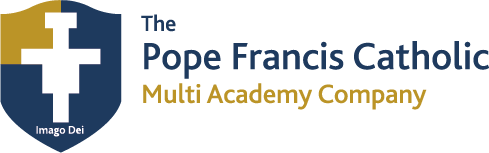 The
Pope Francis Catholic
Multi Academy Company
Imago Dei